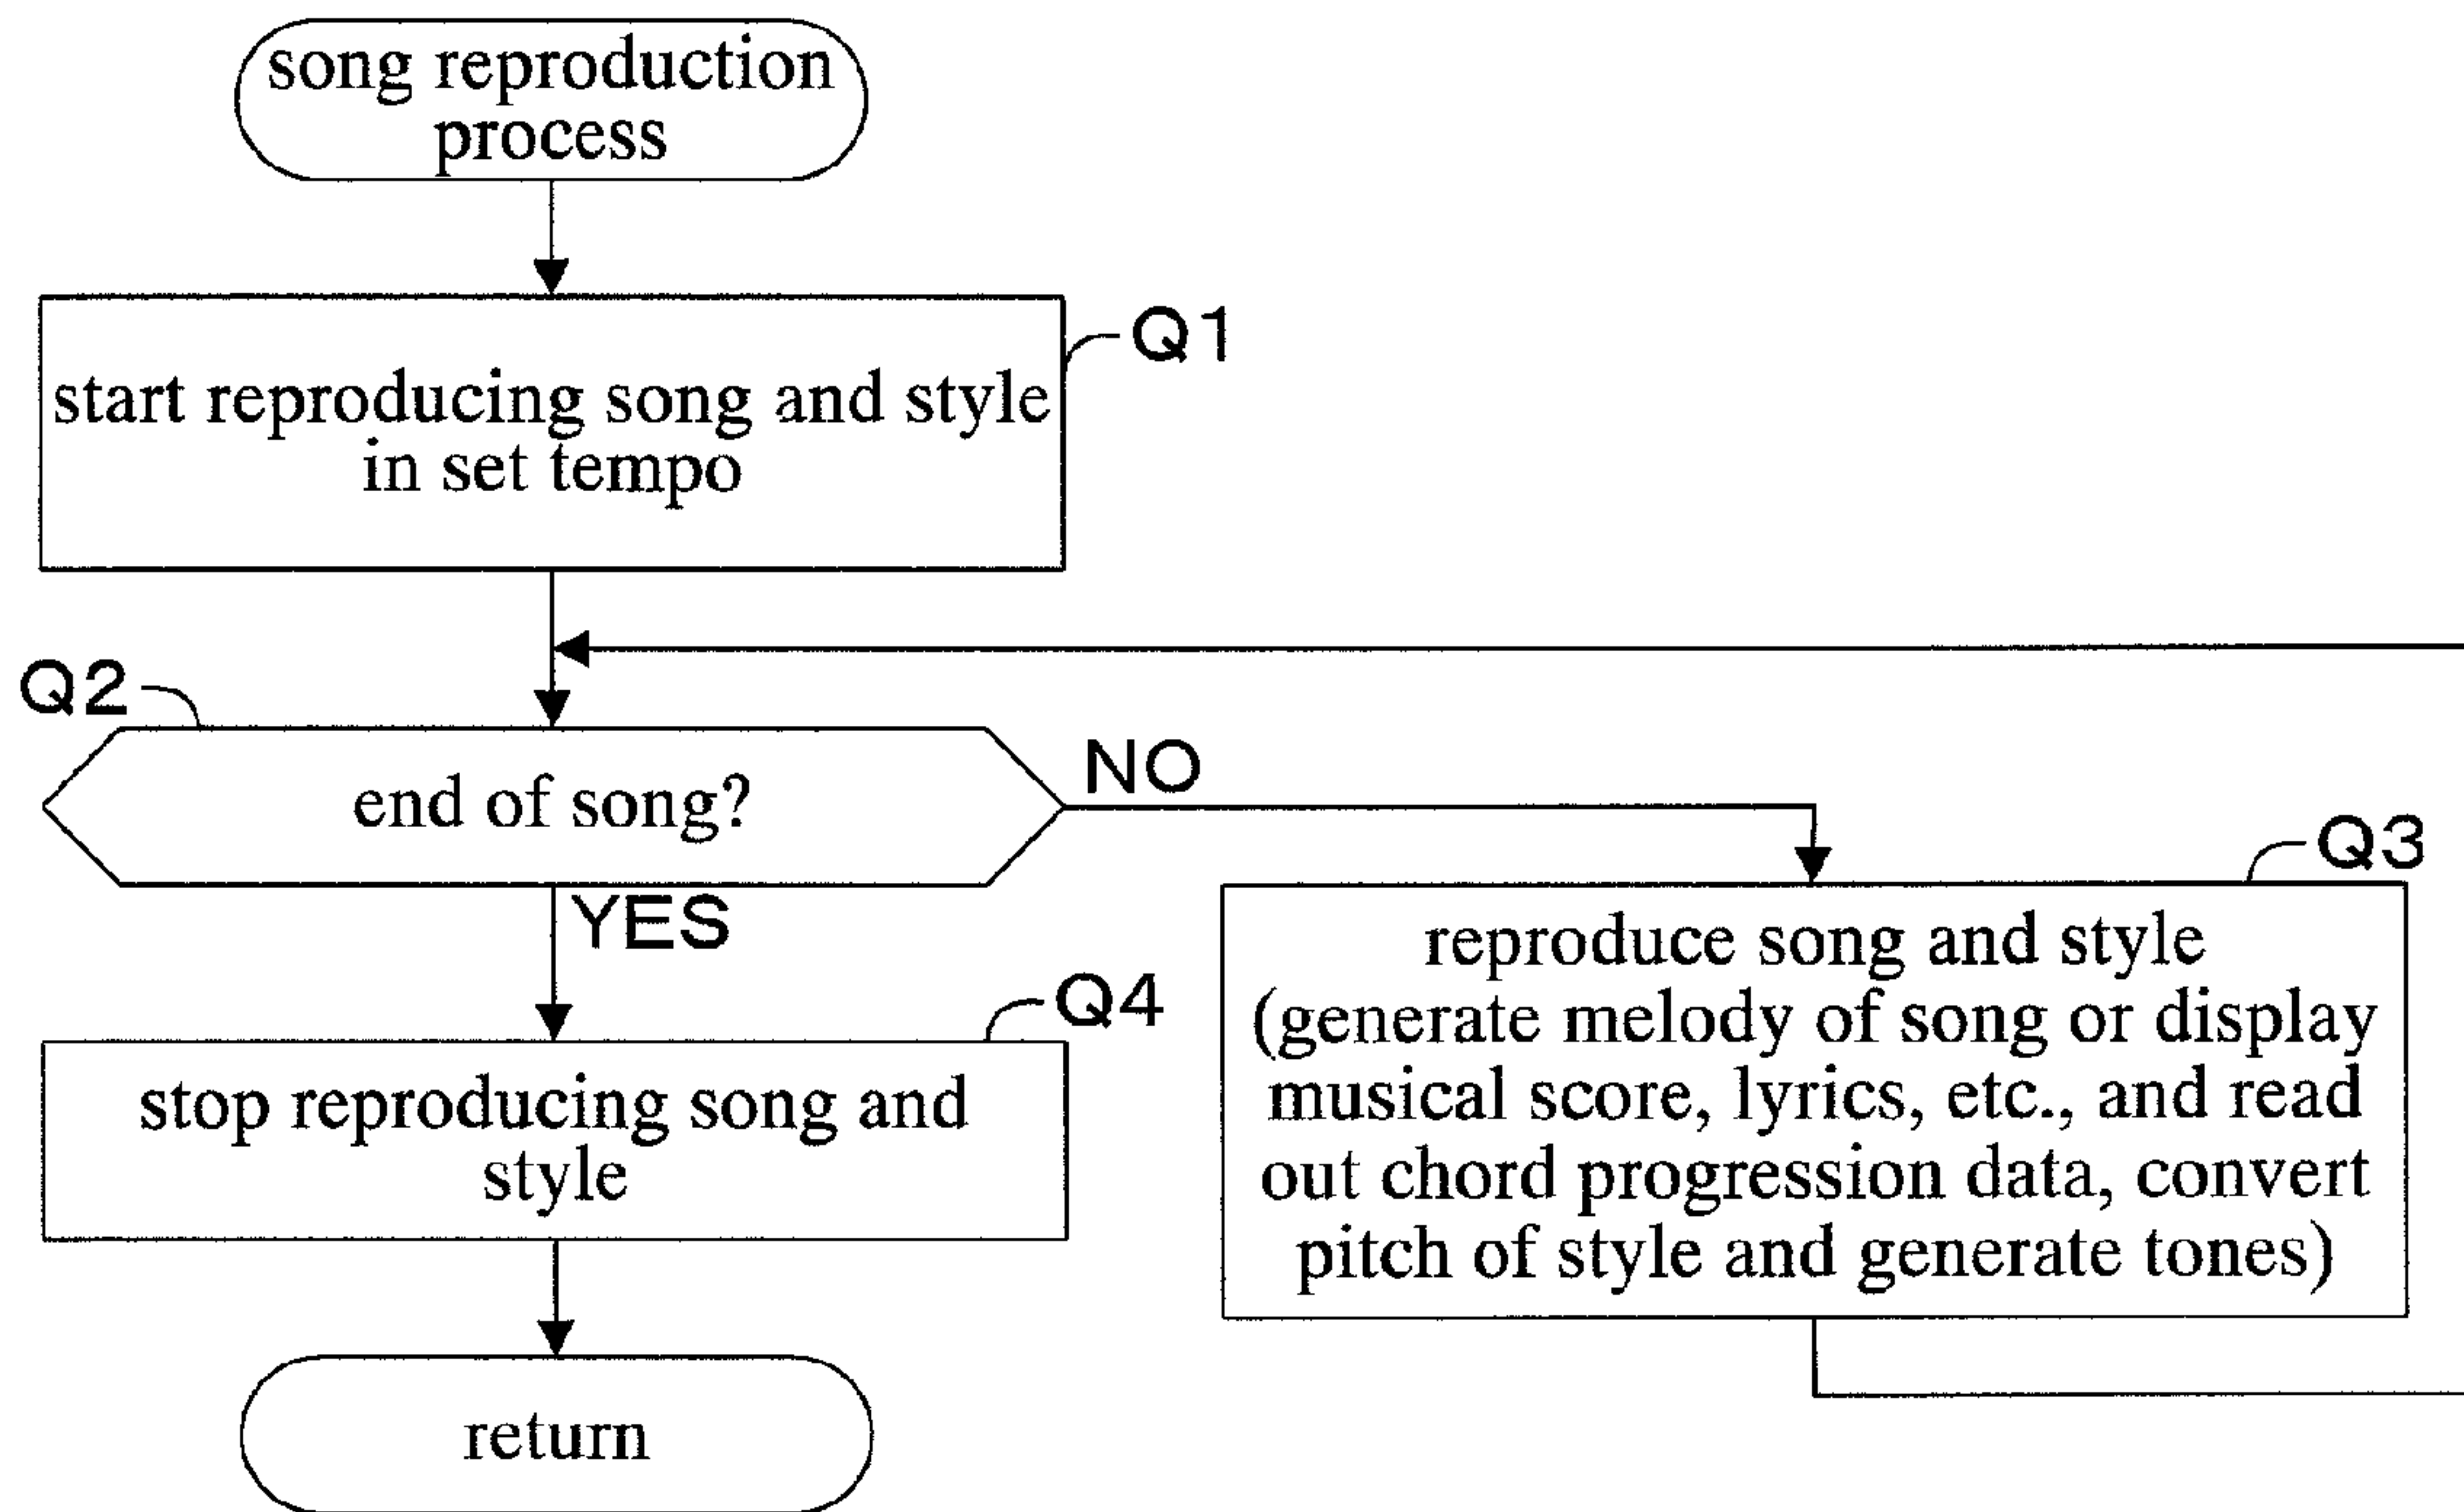 song reproduction
process
Q1
start reproducing song and style
in set tempo
Q2
end of song?
NO
YES
Q3
reproduce song and style
(generate melody of song or display
musical score, lyrics, etc., and read
out chord progression data, convert
pitch of style and generate tones)
Q4
stop reproducing song and
style
return